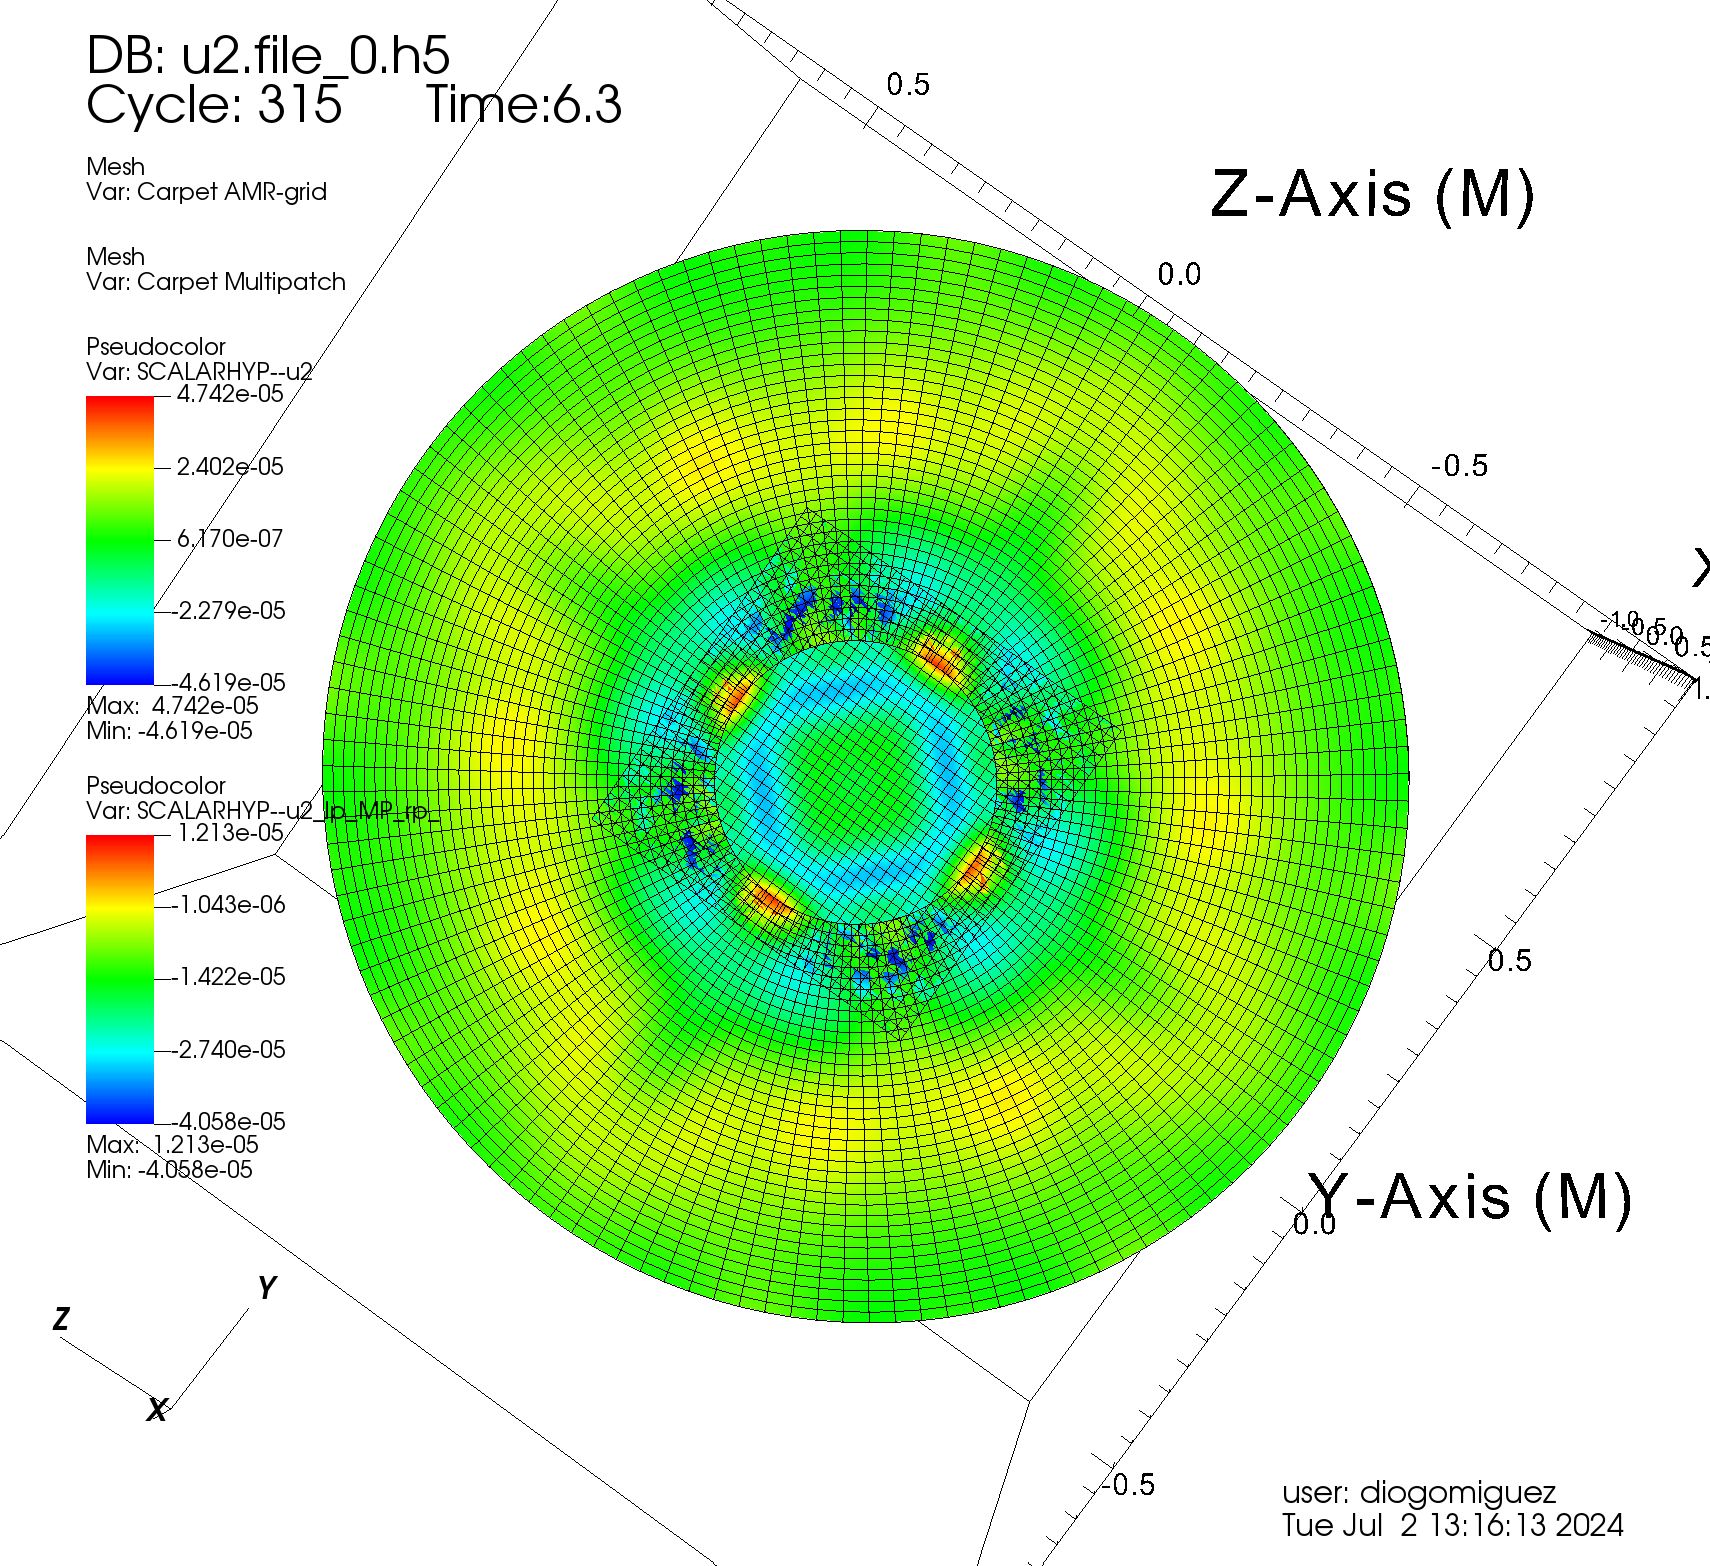 DB: u2.file_0.h5
Cycle: 315 Time:6.3
Mesh
Var: Carpet AMR-grid
Mesh
Var: Carpet Multipatch
Pseudocolor
Var: SCALARHYP--u2
4.742e-05
2.402e-05
6.170e-07
-2.279e-05
-4.619e-05
Max: 4.742e-05
Min: -4.619e-05
Pseudocolor
Var: SCALARHYP--u2_lp_MP_rp_
1.213e-05
-1.043e-06
-1.422e-05
-2.740e-05
-4.058e-05
Max: 1.213e-05
Min: -4.058e-05
0.5
Z-Axis (M)
0.0
-0.5
X
-1.0
0.5
0.5
Y-Axis (M)
0.0
-0.5
Z
Y
X
user: diogomiguez
Tue Jul 2 13:16:13 2024